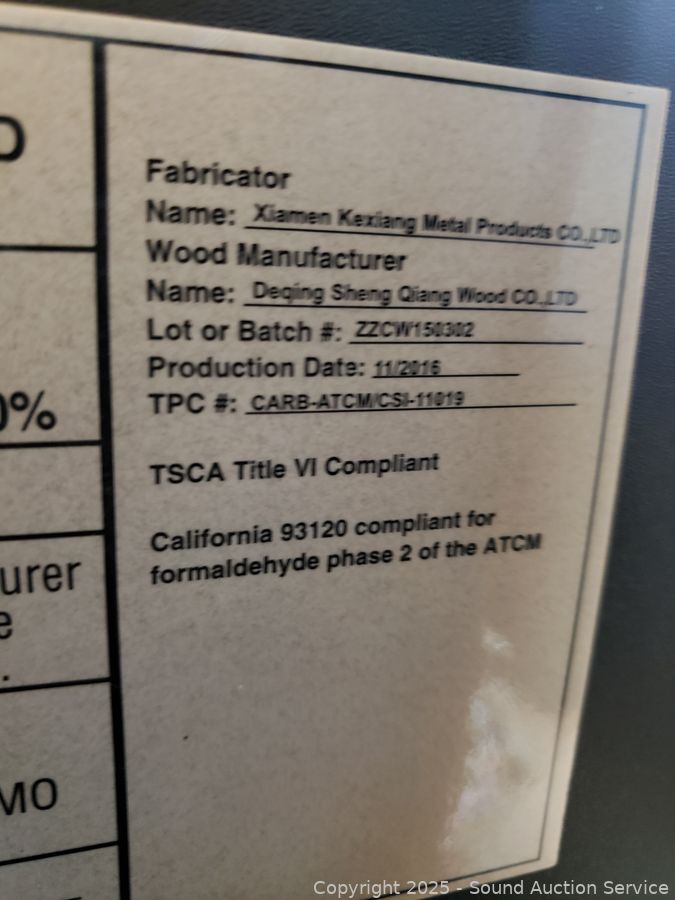 D
0%
urer
e
.
MO
Fabricator
Name: Xiamen Kexiang Metal Products CO.,LTD
Wood Manufacturer
Name: Deqing Sheng Qiang Wood CO.,LTD
Lot or Batch #: ZZCW150302
Production Date: 11/2016
TPC #: CARB-ATCM/CSI-11019
TSCA Title VI Compliant
California 93120 compliant for
formaldehyde phase 2 of the ATCM
Copyright 2025 - Sound Auction Service